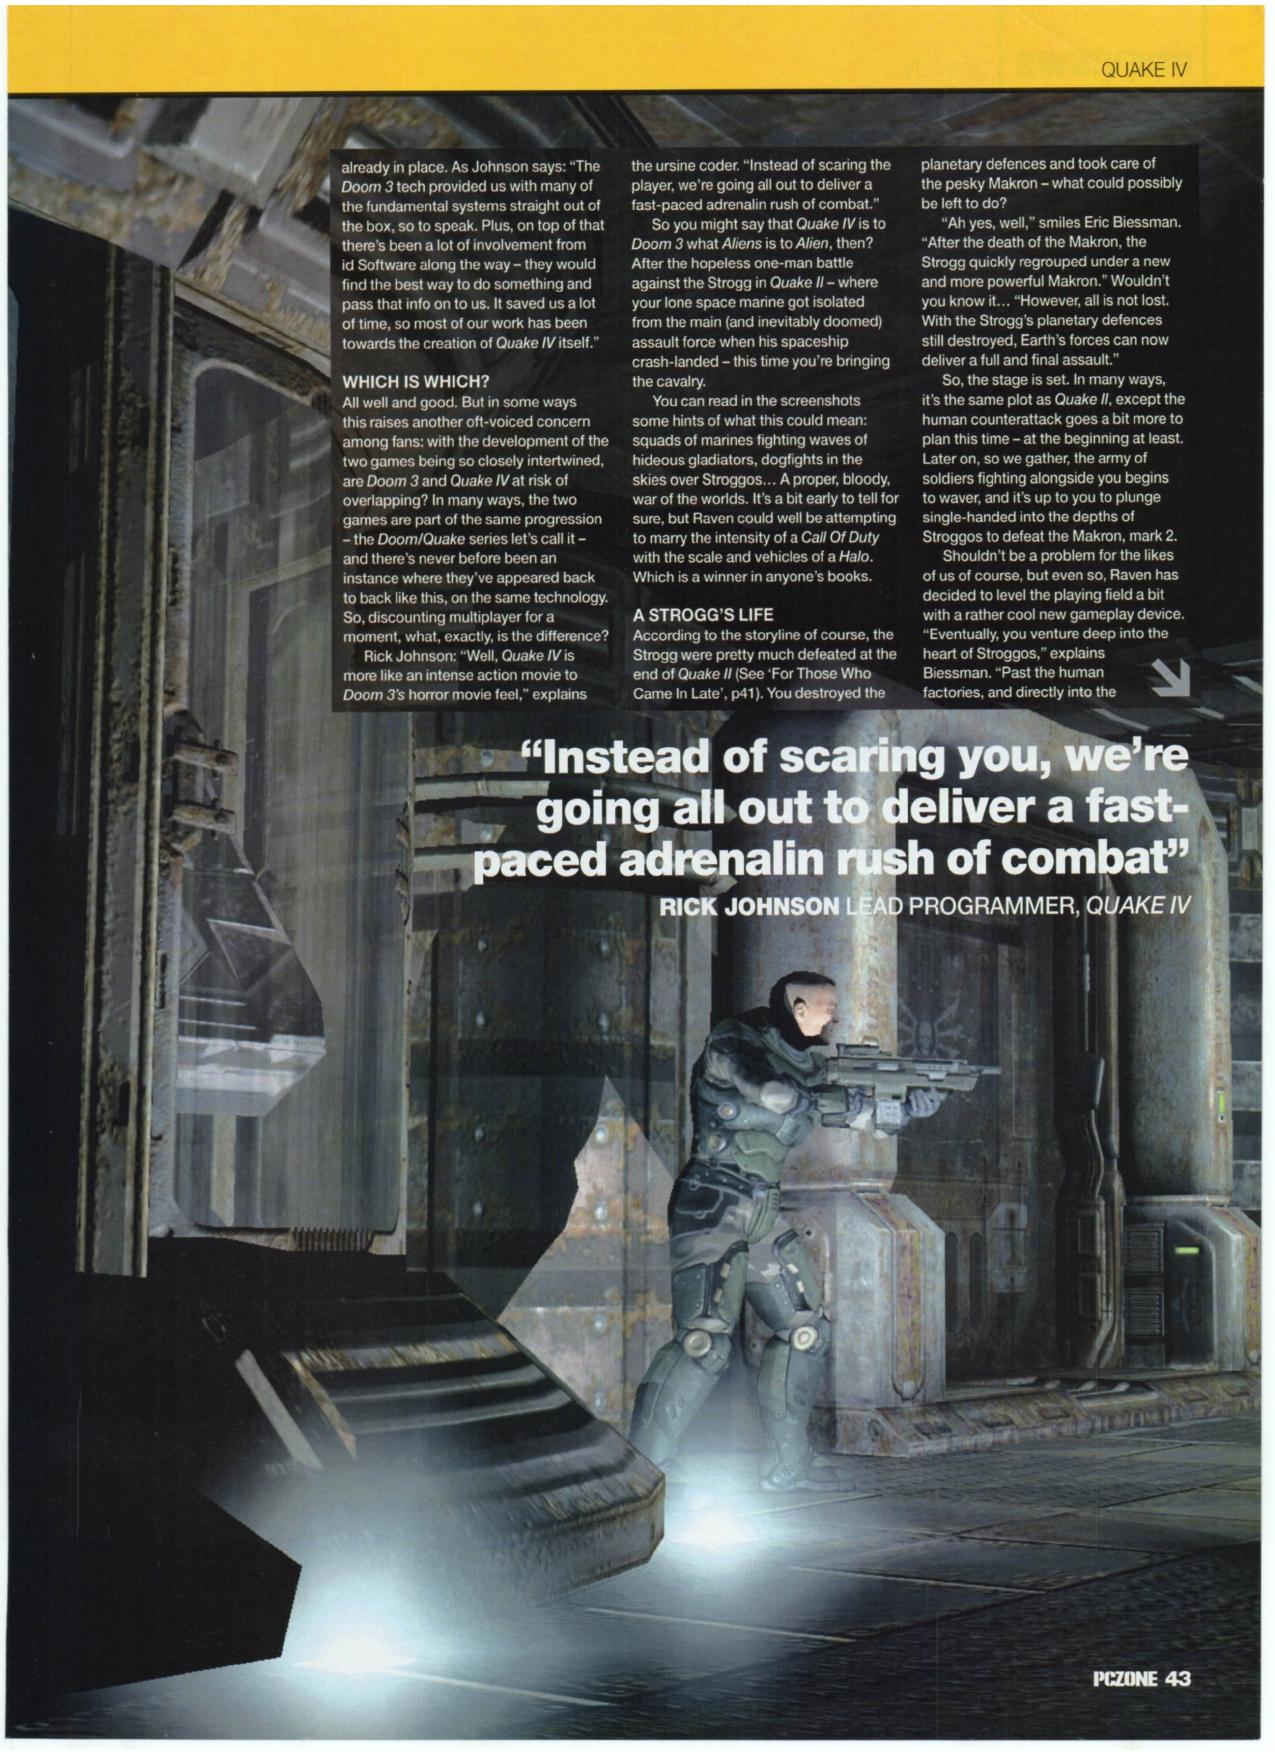 QUAKE IV
already in place. As Johnson says: “The
Doom 3 tech provided us with many of
the fundamental systems straight out of
the box, so to speak. Plus, on top of that
there’s been a lot of involvement from
id Software along the way – they would
find the best way to do something and
pass that info on to us. It saved us a lot
of time, so most of our work has been
towards the creation of Quake IV itself.”
WHICH IS WHICH?
All well and good. But in some ways
this raises another oft-voiced concern
among fans: with the development of the
two games being so closely intertwined,
are Doom 3 and Quake IV at risk of
overlapping? In many ways, the two
games are part of the same progression
– the Doom/Quake series let’s call it –
and there’s never before been an
instance where they’ve appeared back
to back like this, on the same technology.
So, discounting multiplayer for a
moment, what, exactly, is the difference?
Rick Johnson: “Well, Quake IV is
more like an intense action movie to
Doom 3’s horror movie feel,” explains
the ursine coder. “Instead of scaring the
player, we’re going all out to deliver a
fast-paced adrenalin rush of combat.”
So you might say that Quake IV is to
Doom 3 what Aliens is to Alien, then?
After the hopeless one-man battle
against the Strogg in Quake II – where
your lone space marine got isolated
from the main (and inevitably doomed)
assault force when his spaceship
crash-landed – this time you’re bringing
the cavalry.
You can read in the screenshots
some hints of what this could mean:
squads of marines fighting waves of
hideous gladiators, dogfights in the
skies over Stroggos... A proper, bloody,
war of the worlds. It’s a bit early to tell for
sure, but Raven could well be attempting
to marry the intensity of a Call Of Duty
with the scale and vehicles of a Halo.
Which is a winner in anyone’s books.
A STROGG’S LIFE
According to the storyline of course, the
Strogg were pretty much defeated at the
end of Quake II (See ‘For Those Who
Came In Late’, p41). You destroyed the
planetary defences and took care of
the pesky Makron – what could possibly
be left to do?
“Ah yes, well,” smiles Eric Biessman.
“After the death of the Makron, the
Strogg quickly regrouped under a new
and more powerful Makron.” Wouldn’t
you know it... “However, all is not lost.
With the Strogg’s planetary defences
still destroyed, Earth’s forces can now
deliver a full and final assault.”
So, the stage is set. In many ways,
it’s the same plot as Quake II, except the
human counterattack goes a bit more to
plan this time – at the beginning at least.
Later on, so we gather, the army of
soldiers fighting alongside you begins
to waver, and it’s up to you to plunge
single-handed into the depths of
Stroggos to defeat the Makron, mark 2.
Shouldn’t be a problem for the likes
of us of course, but even so, Raven has
decided to level the playing field a bit
with a rather cool new gameplay device.
“Eventually, you venture deep into the
heart of Stroggos,” explains
Biessman. “Past the human
factories, and directly into the
“Instead of scaring you, we’re
going all out to deliver a fast-
paced adrenalin rush of combat”
RICK JOHNSON LEAD PROGRAMMER, QUAKE IV
PCZONE 43